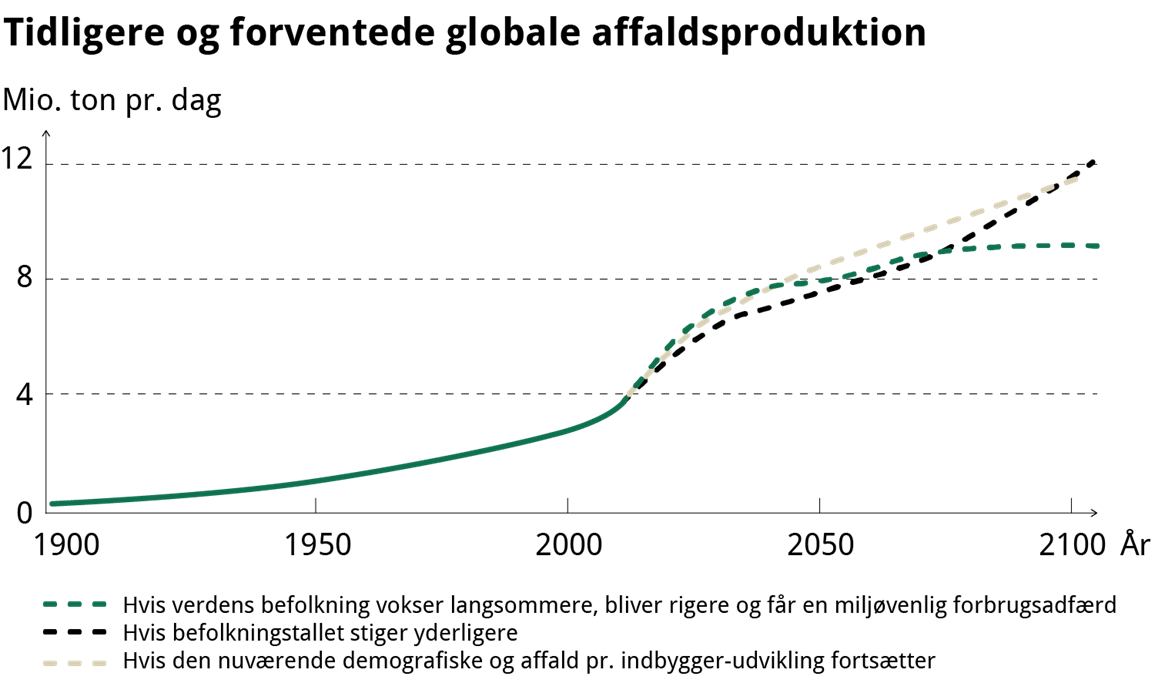 Tidligere og forventede globale affaldsproduktion
Mio. ton pr. dag
12
8
4
0
1900 1950 2000 2050 2100 År
Hvis verdens befolkning vokser langsommere, bliver rigere og får en miljøvenlig forbrugsadfærd
Hvis befolkningstallet stiger yderligere
Hvis den nuværende demografiske og affald pr. indbygger-udvikling fortsætter